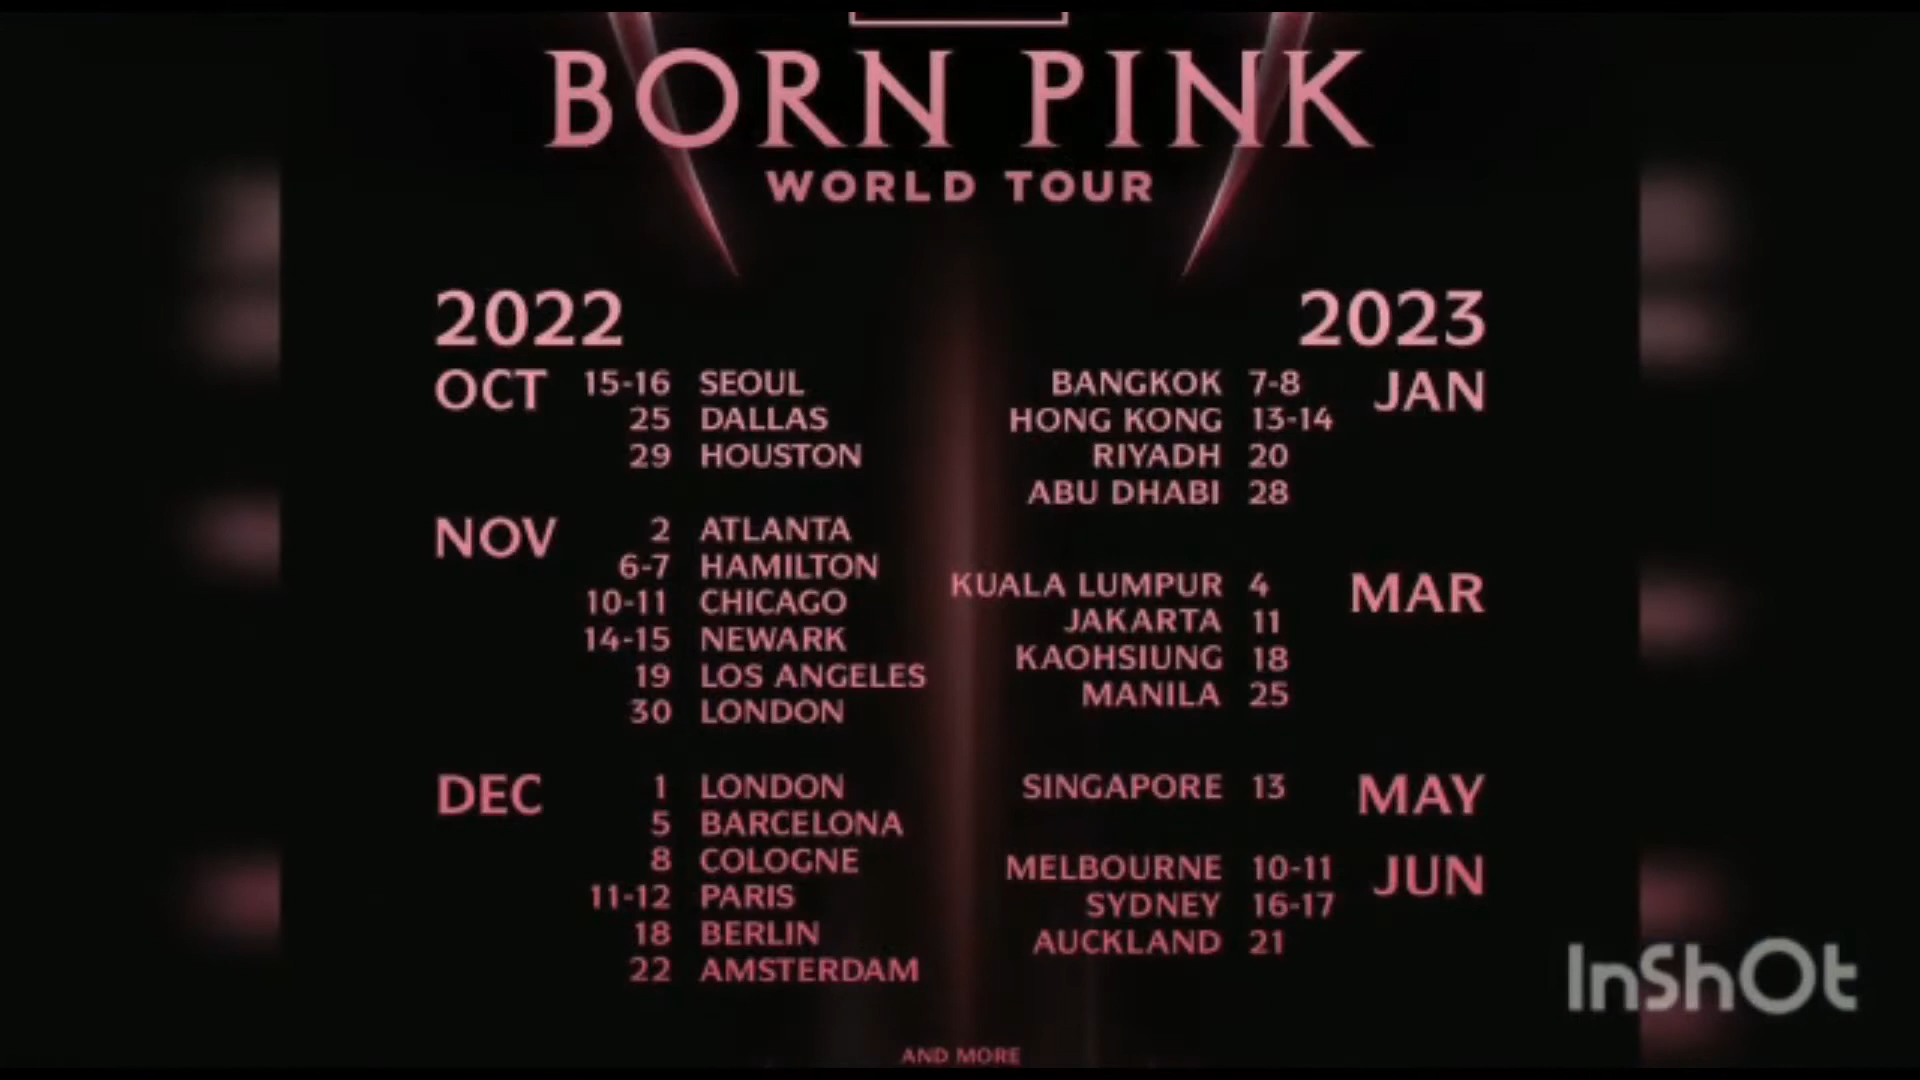 BORN PINK
WORLD TOUR
2022
OCT 15-16 SEOUL
25 DALLAS
29 HOUSTON
NOV 2 ATLANTA
6-7 HAMILTON
10-11 CHICAGO
14-15 NEWARK
19 LOS ANGELES
30 LONDON
DEC 1 LONDON
5 BARCELONA
8 COLOGNE
11-12 PARIS
18 BERLIN
22 AMSTERDAM
2023
BANGKOK 7-8 JAN
HONG KONG 13-14
RIYADH 20
ABU DHABI 28
KUALA LUMPUR 4 MAR
JAKARTA 11
KAOHSIUNG 18
MANILA 25
SINGAPORE 13 MAY
MELBOURNE 10-11 JUN
SYDNEY 16-17
AUCKLAND 21
AND MORE
InShOt